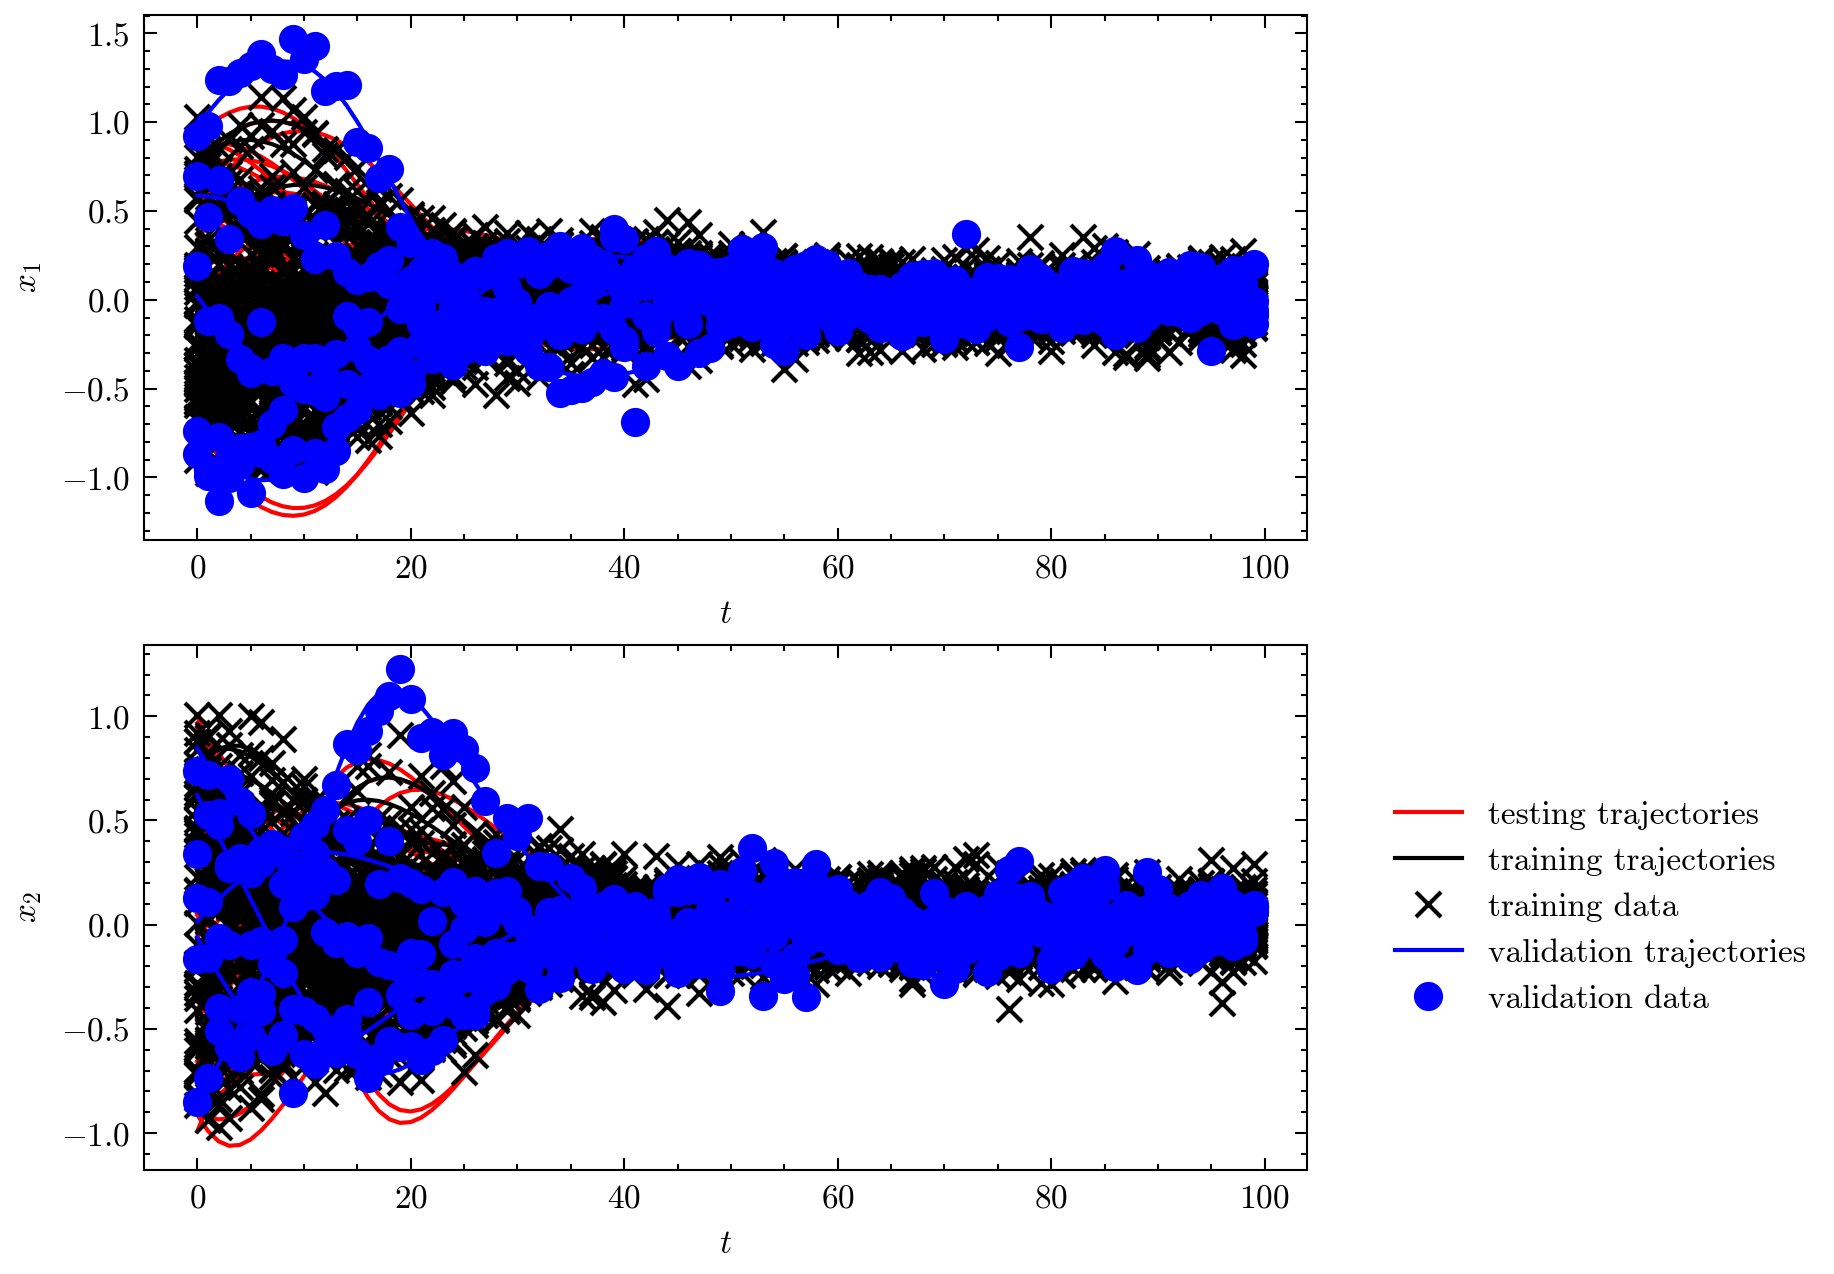 1.5
1.0
0.5
0.0
−0.5
−1.0
x₁
0 20 40 60 80 100
t
1.0
0.5
0.0
−0.5
−1.0
x₂
0 20 40 60 80 100
t
testing trajectories
training trajectories
training data
validation trajectories
validation data